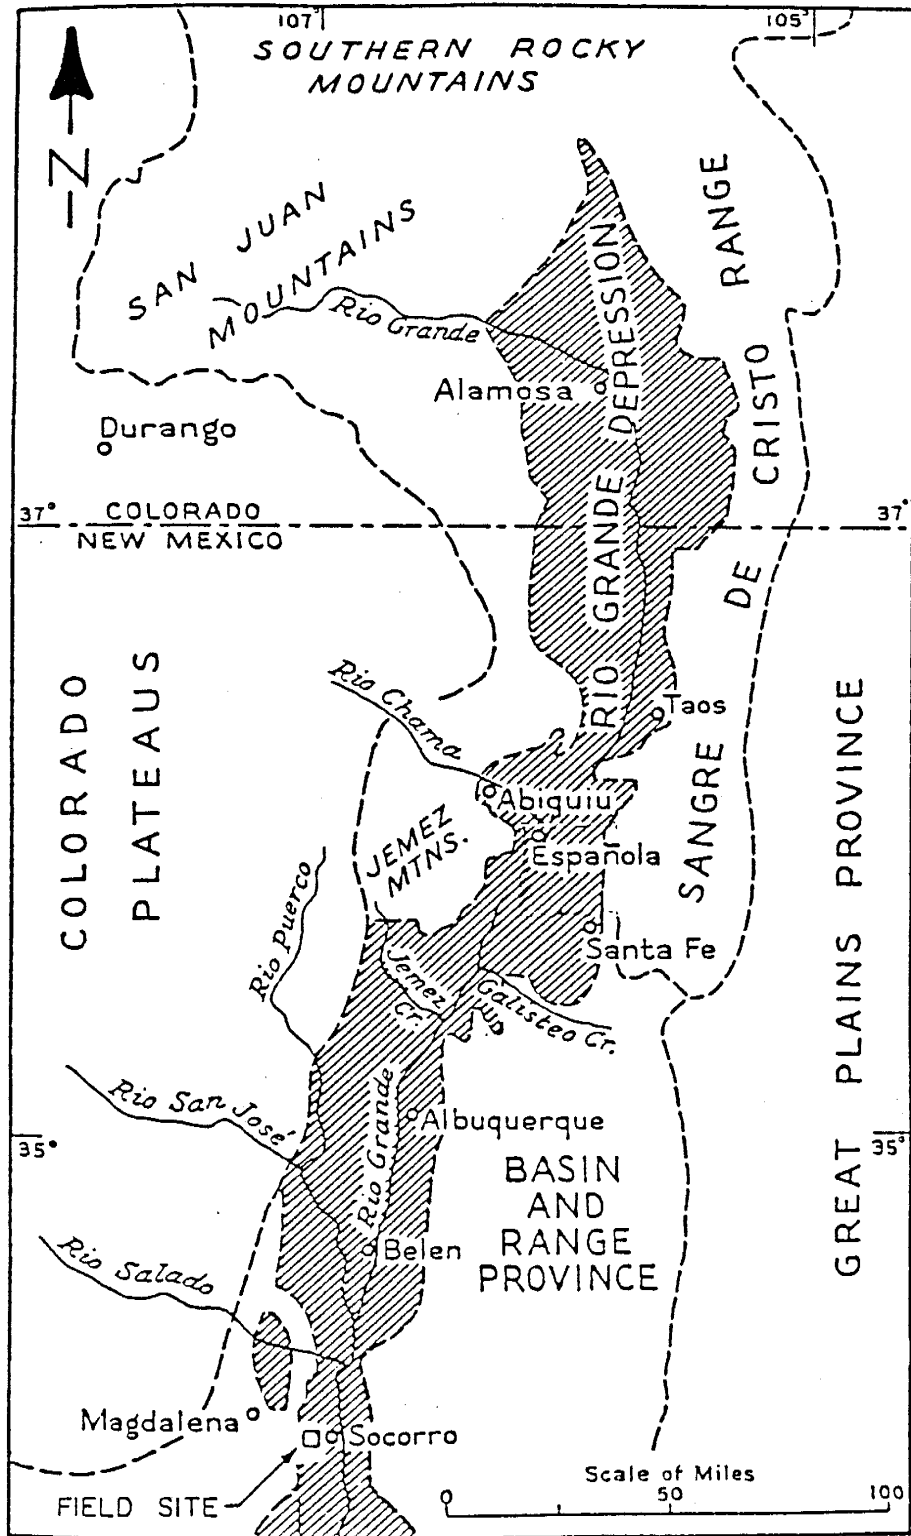 107°
105°
SOUTHERN ROCKY
MOUNTAINS
N
SAN JUAN
MOUNTAINS
Rio Grande
RIO GRANDE DEPRESSION
SANGRE DE CRISTO RANGE
Alamosa
Durango
37°
COLORADO
NEW MEXICO
37°
COLORADO
PLATEAUS
Rio Chama
Taos
Abiquiu
JEMEZ
MTNS.
Española
Rio Puerco
Santa Fe
Jemez
Cr.
Galisteo Cr.
GREAT PLAINS PROVINCE
Rio San José
Rio Grande
Albuquerque
35°
35°
BASIN
AND
RANGE
PROVINCE
Belen
Rio Salado
Magdalena
Socorro
FIELD SITE
Scale of Miles
0 50 100